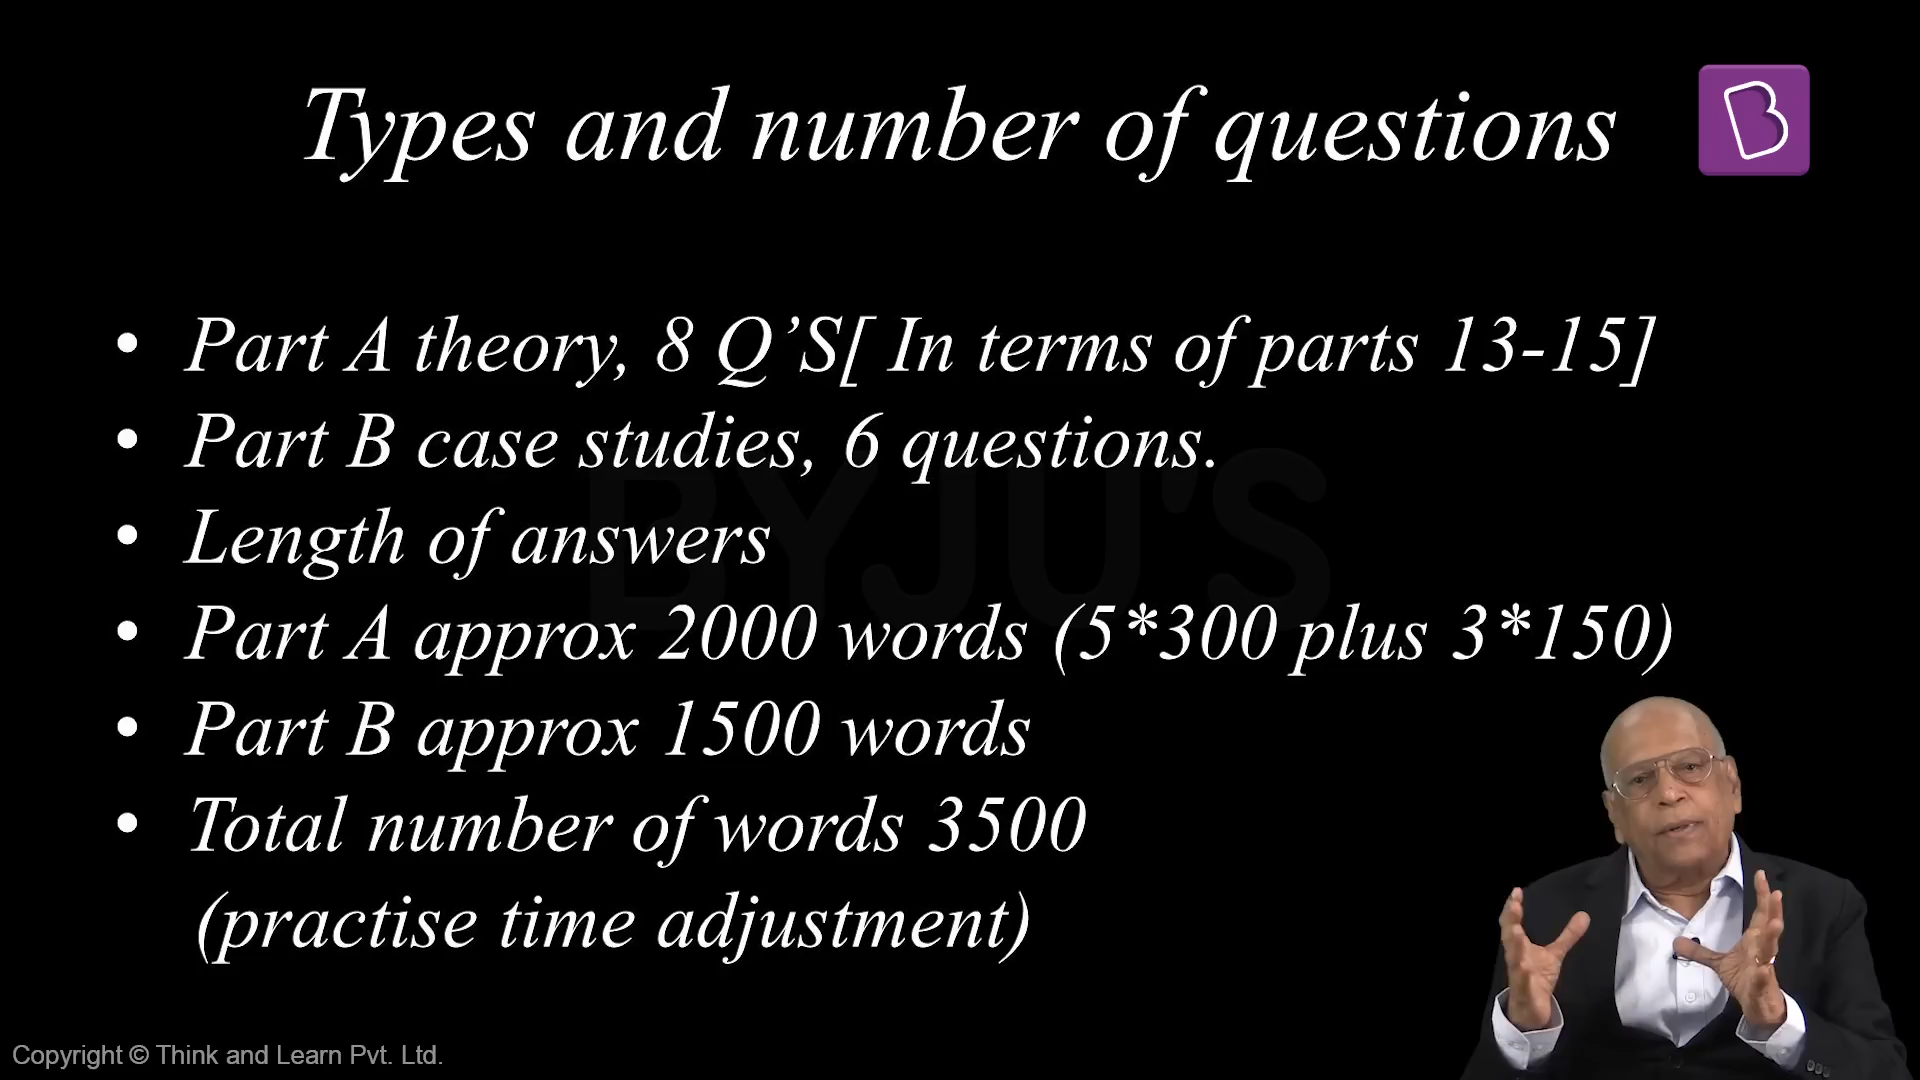 Types and number of questions
• Part A theory, 8 Q’S[ In terms of parts 13-15]
• Part B case studies, 6 questions.
• Length of answers
• Part A approx 2000 words (5*300 plus 3*150)
• Part B approx 1500 words
• Total number of words 3500
(practise time adjustment)
BYJU'S
Copyright © Think and Learn Pvt. Ltd.